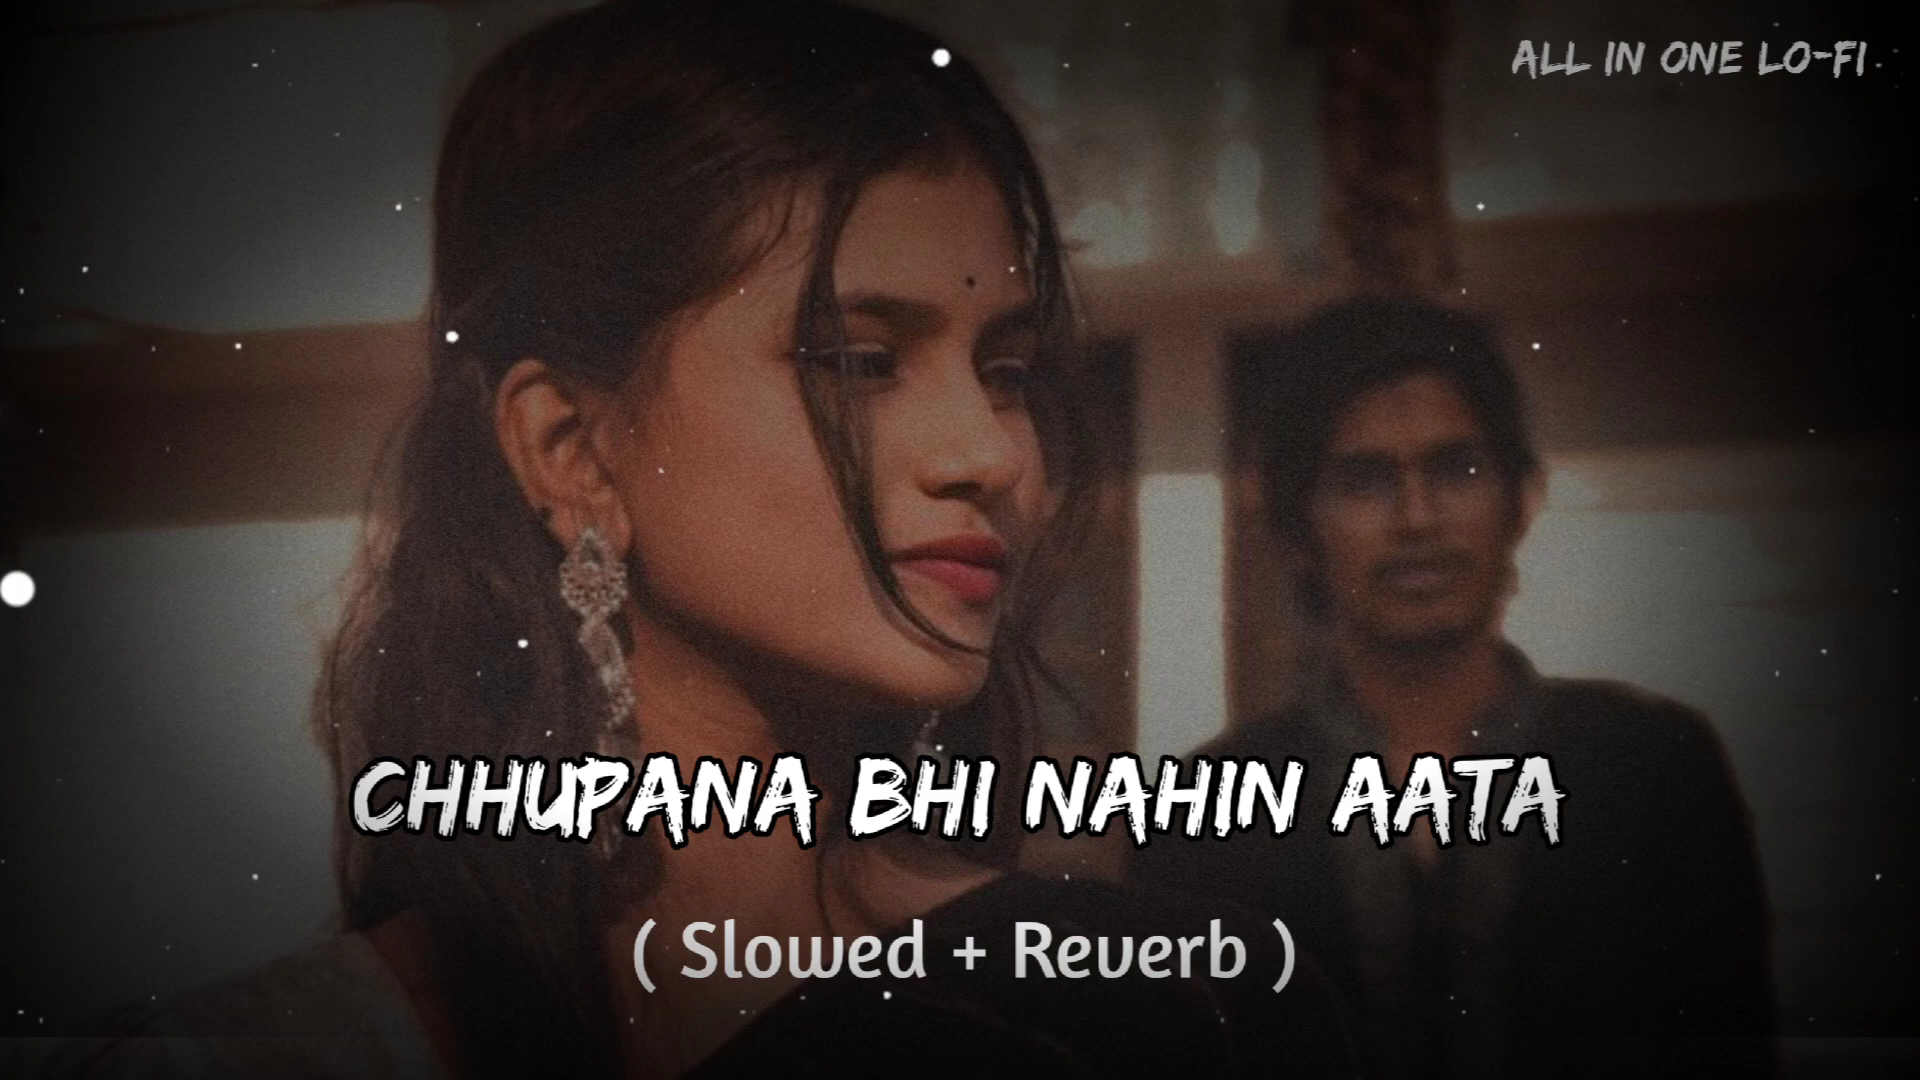 ALL IN ONE LO-FI
CHHUPANA BHI NAHIN AATA
( Slowed + Reverb )